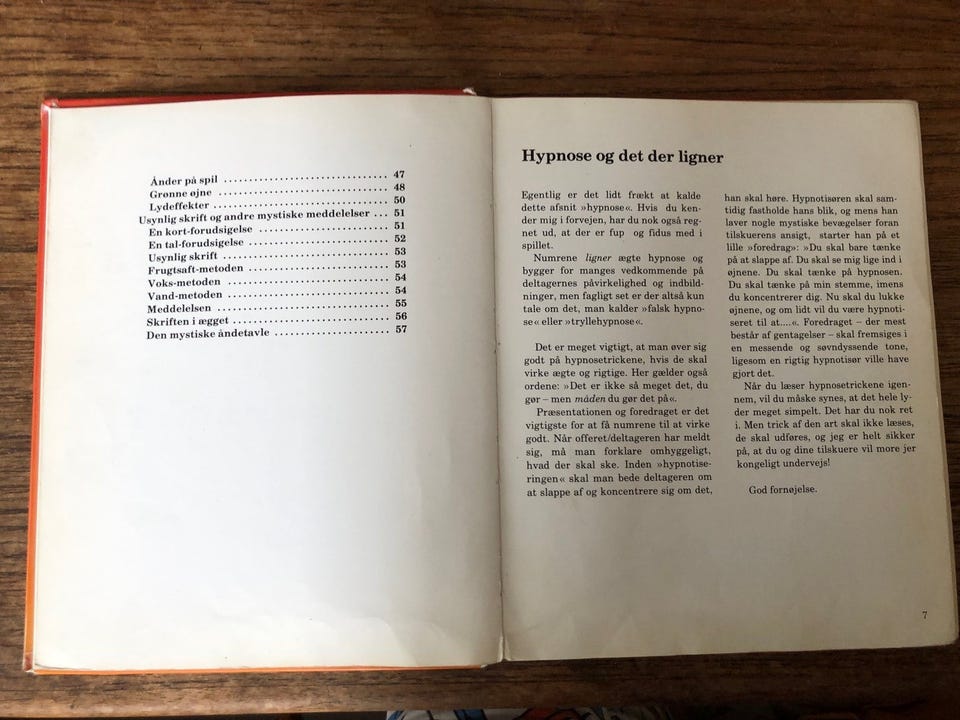 Ånder på spil ................................ 47
Grønne øjne ................................ 48
Lydeffekter ................................ 50
Usynlig skrift og andre mystiske meddelelser ... 51
En kort-forudsigelse ........................ 51
En tal-forudsigelse ........................ 52
Usynlig skrift ................................ 53
Frugtsaft-metoden ........................ 53
Voks-metoden ................................ 54
Vand-metoden ................................ 54
Meddelelsen ................................ 55
Skriften i ægget ................................ 56
Den mystiske åndetavle ........................ 57
Hypnose og det der ligner
Egentlig er det lidt frækt at kalde
dette afsnit »hypnose«. Hvis du ken-
der mig i forvejen, har du nok også reg-
net ud, at der er fup og fidus med i
spillet.
Numrene ligner ægte hypnose og
bygger for manges vedkommende på
deltagernes påvirkelighed og indbild-
ninger, men fagligt set er der altså kun
tale om det, man kalder »falsk hypno-
se« eller »tryllehypnose«.
Det er meget vigtigt, at man øver sig
godt på hypnosetrickene, hvis de skal
virke ægte og rigtige. Her gælder også
ordene: »Det er ikke så meget det, du
gør – men måden du gør det på«.
Præsentationen og foredraget er det
vigtigste for at få numrene til at virke
godt. Når offeret/deltageren har meldt
sig, må man forklare omhyggeligt,
hvad der skal ske. Inden »hypnotise-
ringen« skal man bede deltageren om
at slappe af og koncentrere sig om det,
han skal høre. Hypnotisøren skal sam-
tidig fastholde hans blik, og mens han
laver nogle mystiske bevægelser foran
tilskuerens ansigt, starter han på et
lille »foredrag»: »Du skal bare tænke
på at slappe af. Du skal se mig lige ind i
øjnene. Du skal tænke på hypnosen.
Du skal tænke på min stemme, imens
du koncentrerer dig. Nu skal du lukke
øjnene, og om lidt vil du være hypnoti-
seret til at....«. Foredraget – der mest
består af gentagelser – skal fremsiges i
en messende og søvndyssende tone,
ligesom en rigtig hypnotisør ville have
gjort det.
Når du læser hypnosetrickene igen-
nem, vil du måske synes, at det hele ly-
der meget simpelt. Det har du nok ret
i. Men trick af den art skal ikke læses,
de skal udføres, og jeg er helt sikker
på, at du og dine tilskuere vil more jer
kongeligt undervejs!
God fornøjelse.
7